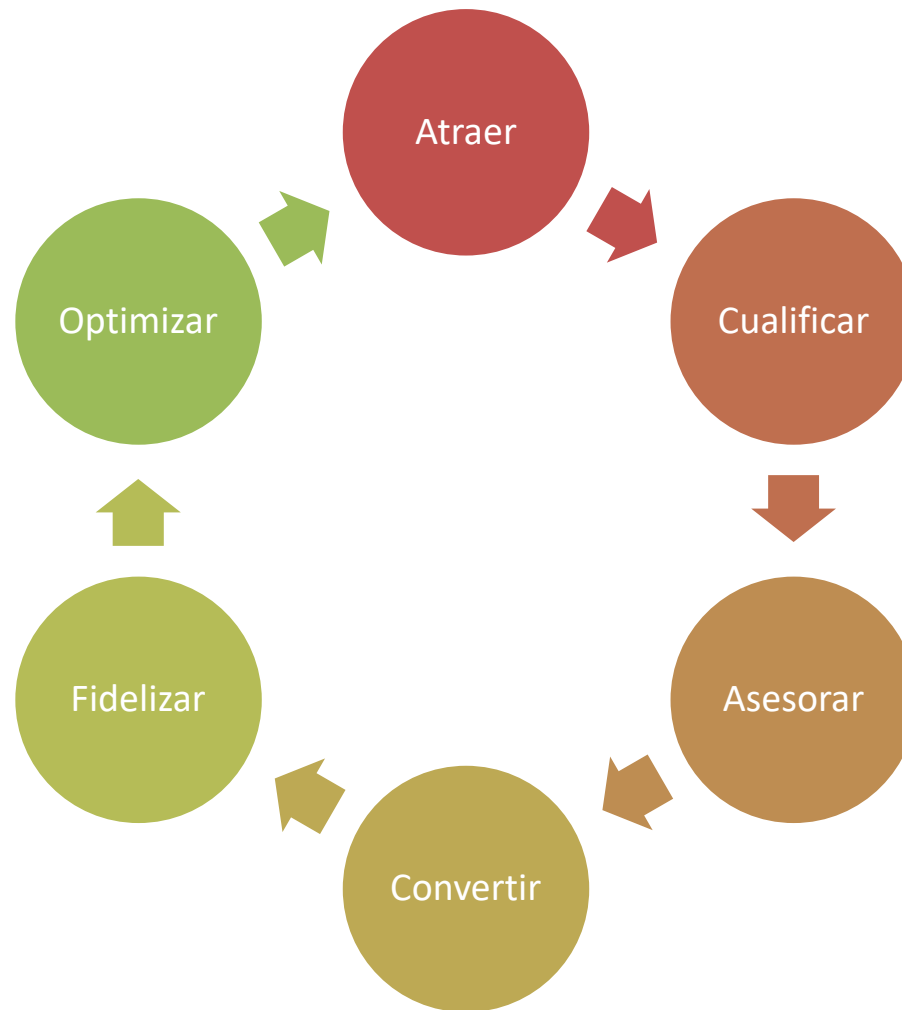 Atraer
Cualificar
Asesorar
Convertir
Fidelizar
Optimizar